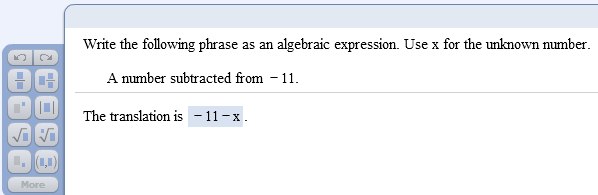 Write the following phrase as an algebraic expression. Use x for the unknown number.
A number subtracted from − 11.
The translation is − 11 − x .
More